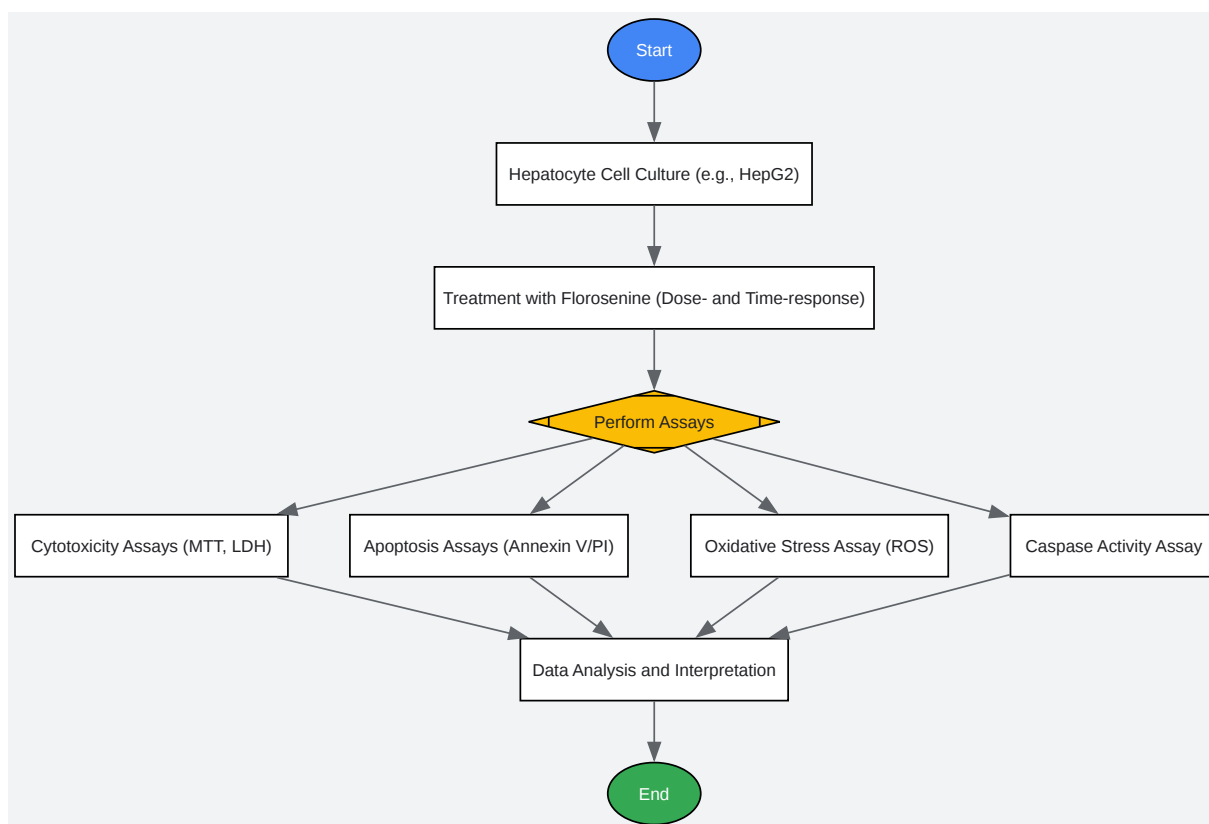 Start
Hepatocyte Cell Culture (e.g., HepG2)
Treatment with Florosenine (Dose- and Time-response)
Perform Assays
Cytotoxicity Assays (MTT, LDH)
Apoptosis Assays (Annexin V/PI)
Oxidative Stress Assay (ROS)
Caspase Activity Assay
Data Analysis and Interpretation
End